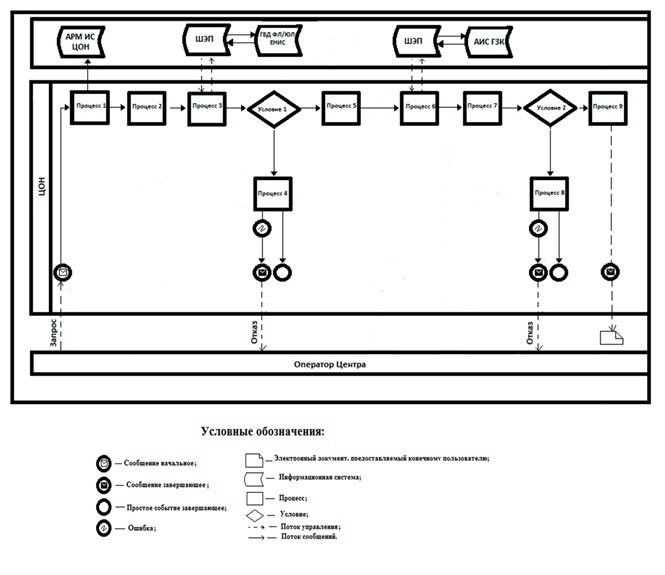 АРМ ИС
ЦОН
ШЭП
ГБД ФЛ/ЮЛ
ЕНИС
ШЭП
АИС ГЗК
ЦОН
Процесс 1
Процесс 2
Процесс 3
Условие 1
Процесс 5
Процесс 6
Процесс 7
Условие 2
Процесс 9
Процесс 4
Процесс 8
Запрос
Отказ
Отказ
Оператор Центра
Условные обозначения:
— Сообщение начальное;
— Сообщение завершающее;
— Простое событие завершающее;
— Ошибка;
— Электронный документ, предоставляемый конечному пользователю;
— Информационная система;
— Процесс;
— Условие;
— Поток управления;
— Поток сообщений.